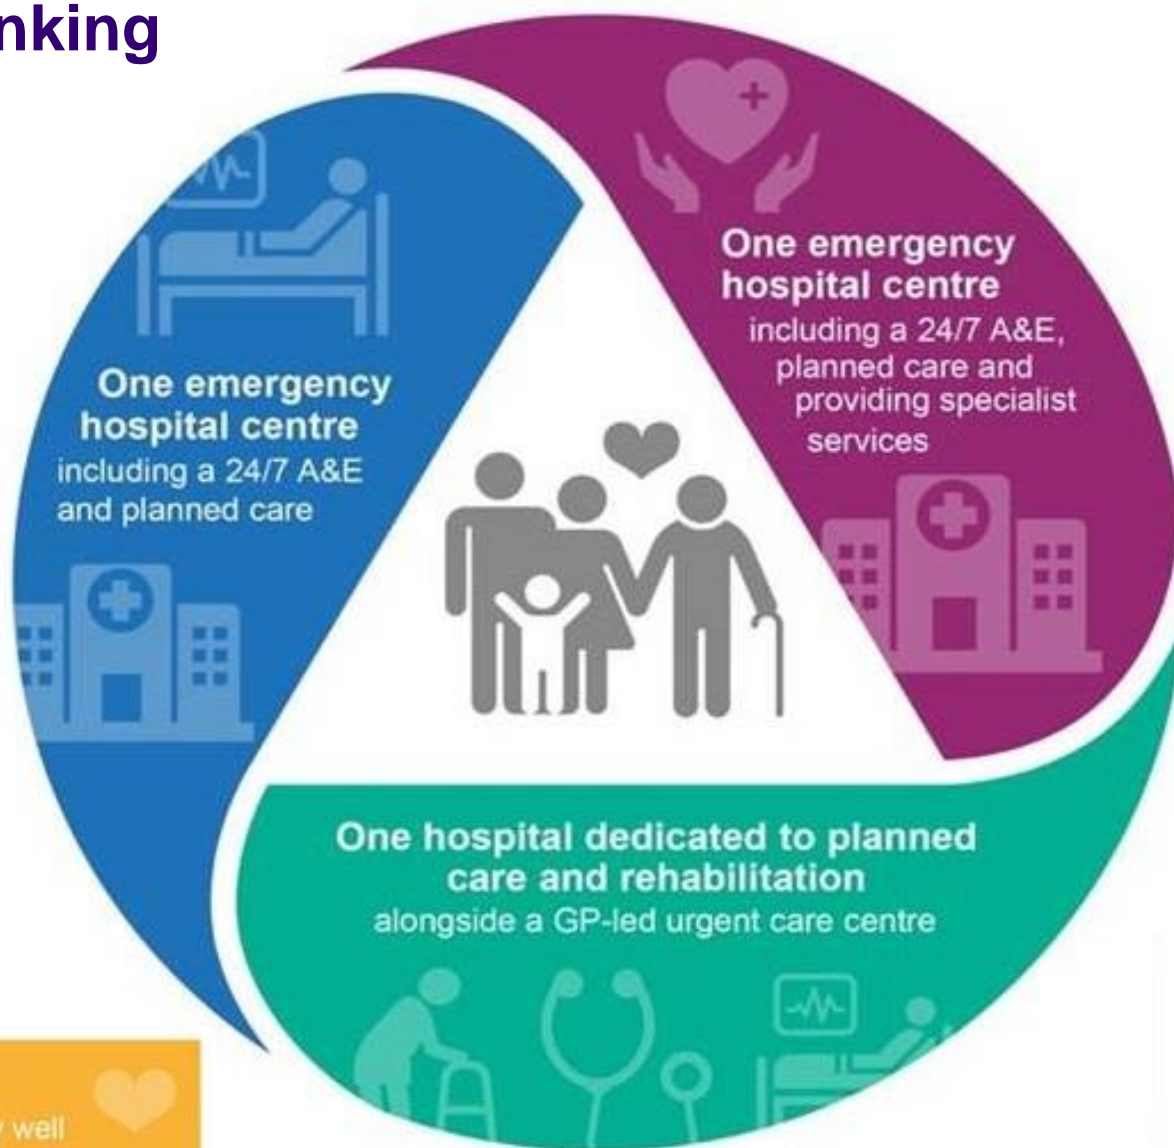 nking
One emergency
hospital centre
including a 24/7 A&E
and planned care
One emergency
hospital centre
including a 24/7 A&E,
planned care and
providing specialist
services
One hospital dedicated to planned
care and rehabilitation
alongside a GP-led urgent care centre
well